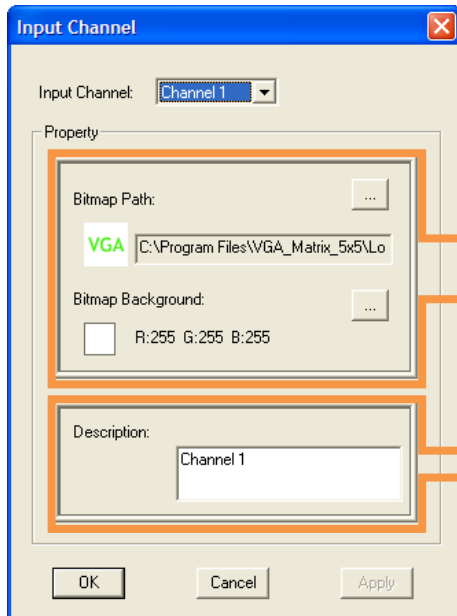 Input Channel
Input Channel: Channel 1
Property
Bitmap Path: ...
VGA C:\Program Files\VGA_Matrix_5x5\Lo
Bitmap Background: ...
R:255 G:255 B:255
Description:
Channel 1
OK Cancel Apply